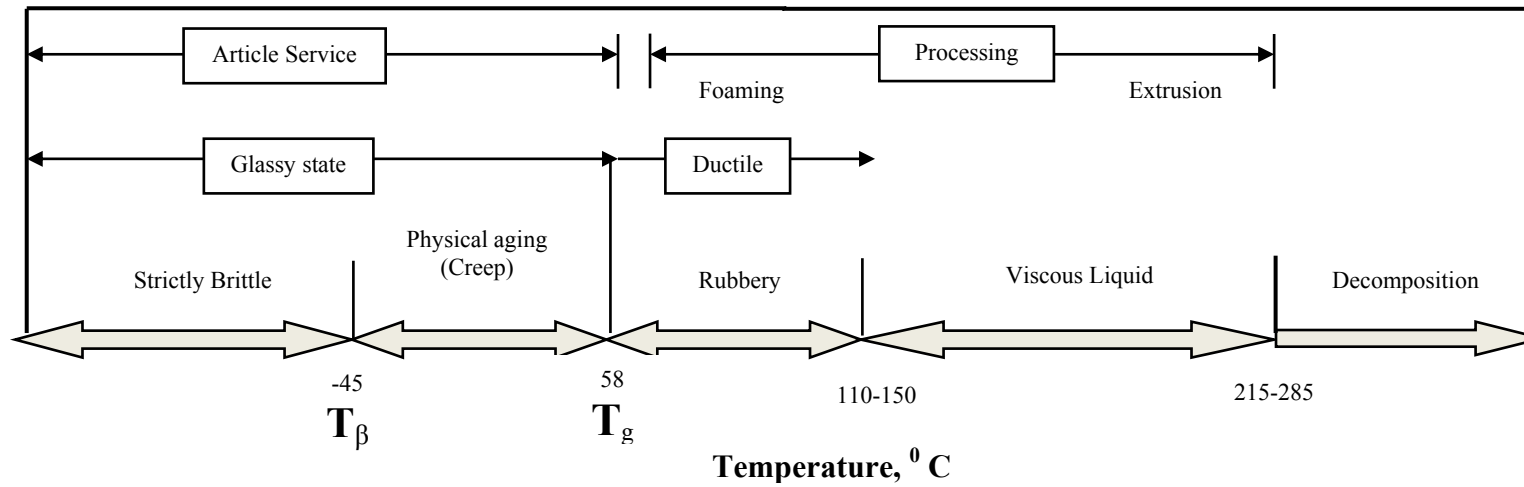 Article Service
Processing
Foaming
Extrusion
Glassy state
Ductile
Physical aging
(Creep)
Strictly Brittle
Rubbery
Viscous Liquid
Decomposition
-45
58
110-150
215-285
Tβ
Tg
Temperature, ⁰ C